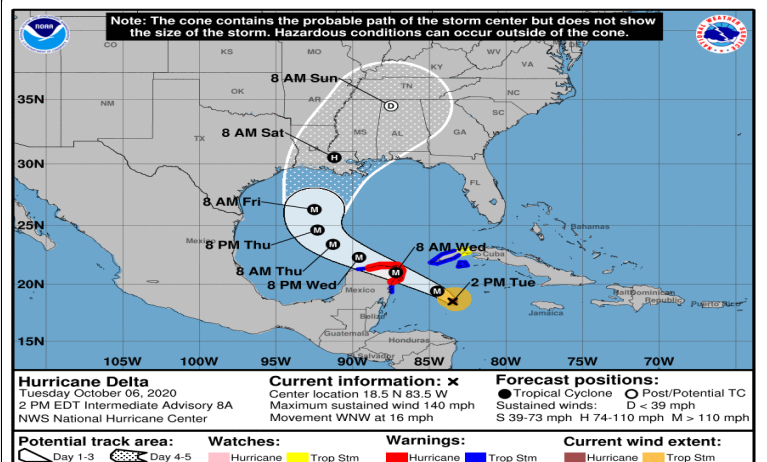 Note: The cone contains the probable path of the storm center but does not show
the size of the storm. Hazardous conditions can occur outside of the cone.
NOAA
NATIONAL WEATHER SERVICE
CO
KS
MO
KY
WV
VA
DE
8 AM Sun
35N
NM
OK
AR
TN
NC
D
SC
8 AM Sat
TX
MS
AL
GA
30N
H
LA
FL
8 AM Fri
M
25N
Mexico
8 PM Thu
M
Bahamas
8 AM Wed
M
Cuba
8 AM Thu
M
M
2 PM Tue
20N
8 PM Wed
Mexico
M
Haiti
Dominican
Republic
Puerto Rico
Jamaica
Belize
15N
Guatemala
Honduras
El Salvador
105W 100W 95W 90W 85W 80W 75W 70W
Hurricane Delta
Tuesday October 06, 2020
2 PM EDT Intermediate Advisory 8A
NWS National Hurricane Center
Current information: x
Center location 18.5 N 83.5 W
Maximum sustained wind 140 mph
Movement WNW at 16 mph
Forecast positions:
Tropical Cyclone Post/Potential TC
Sustained winds: D < 39 mph
S 39-73 mph H 74-110 mph M > 110 mph
Potential track area:
Day 1-3 Day 4-5
Watches:
Hurricane Trop Stm
Warnings:
Hurricane Trop Stm
Current wind extent:
Hurricane Trop Stm